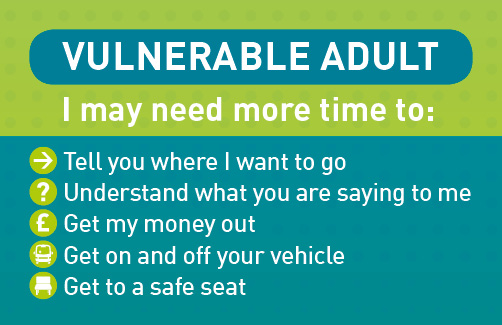 VULNERABLE ADULT
I may need more time to:
Tell you where I want to go
? Understand what you are saying to me
£ Get my money out
Get on and off your vehicle
Get to a safe seat